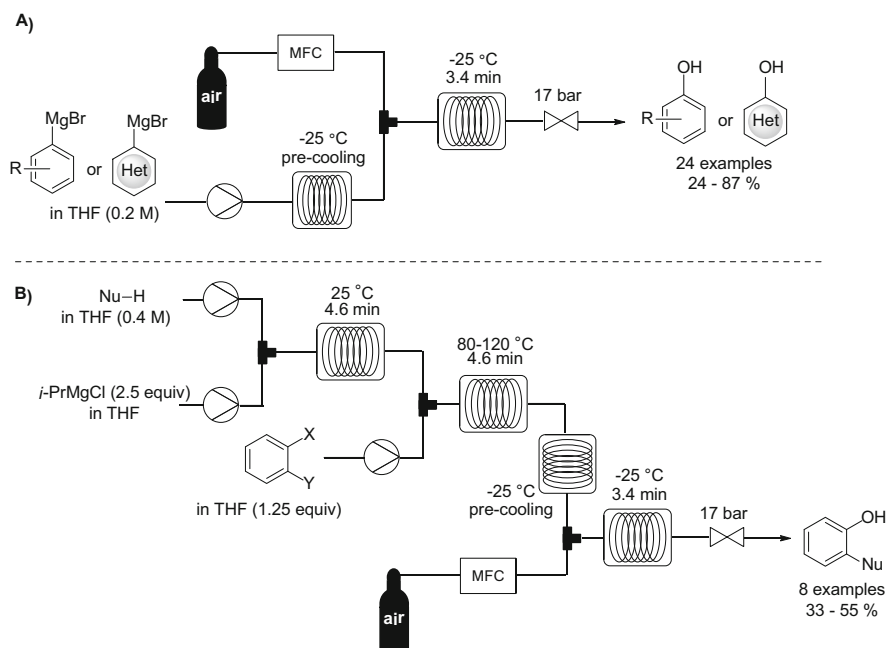 A)
MFC
air
-25 °C
3.4 min
17 bar
OH
OH
R
or
Het
24 examples
24 - 87 %
MgBr
MgBr
R
or
Het
in THF (0.2 M)
-25 °C
pre-cooling
B)
Nu–H
in THF (0.4 M)
25 °C
4.6 min
i-PrMgCl (2.5 equiv)
in THF
80-120 °C
4.6 min
X
Y
in THF (1.25 equiv)
-25 °C
pre-cooling
-25 °C
3.4 min
17 bar
OH
Nu
8 examples
33 - 55 %
MFC
air